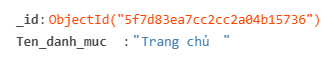 _id: ObjectId("5f7d83ea7cc2cc2a04b15736")
Ten_danh_muc : "Trang chủ "